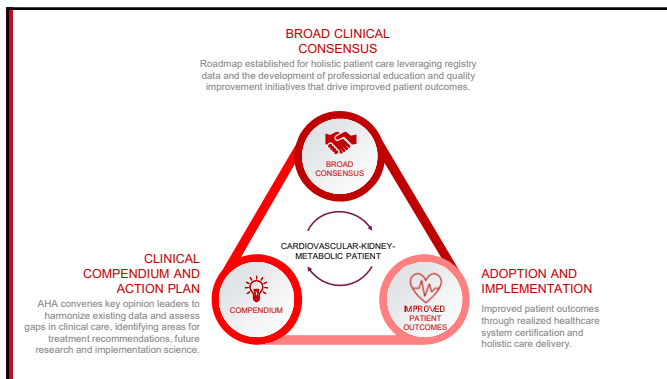 BROAD CLINICAL
CONSENSUS
Roadmap established for holistic patient care leveraging registry
data and the development of professional education and quality
improvement initiatives that drive improved patient outcomes.
BROAD
CONSENSUS
CARDIOVASCULAR-KIDNEY-
METABOLIC PATIENT
CLINICAL
COMPENDIUM AND
ACTION PLAN
AHA convenes key opinion leaders to
harmonize existing data and assess
gaps in clinical care, identifying areas for
treatment recommendations, future
research and implementation science.
COMPENDIUM
IMPROVED
PATIENT
OUTCOMES
ADOPTION AND
IMPLEMENTATION
Improved patient outcomes
through realized healthcare
system certification and
holistic care delivery.